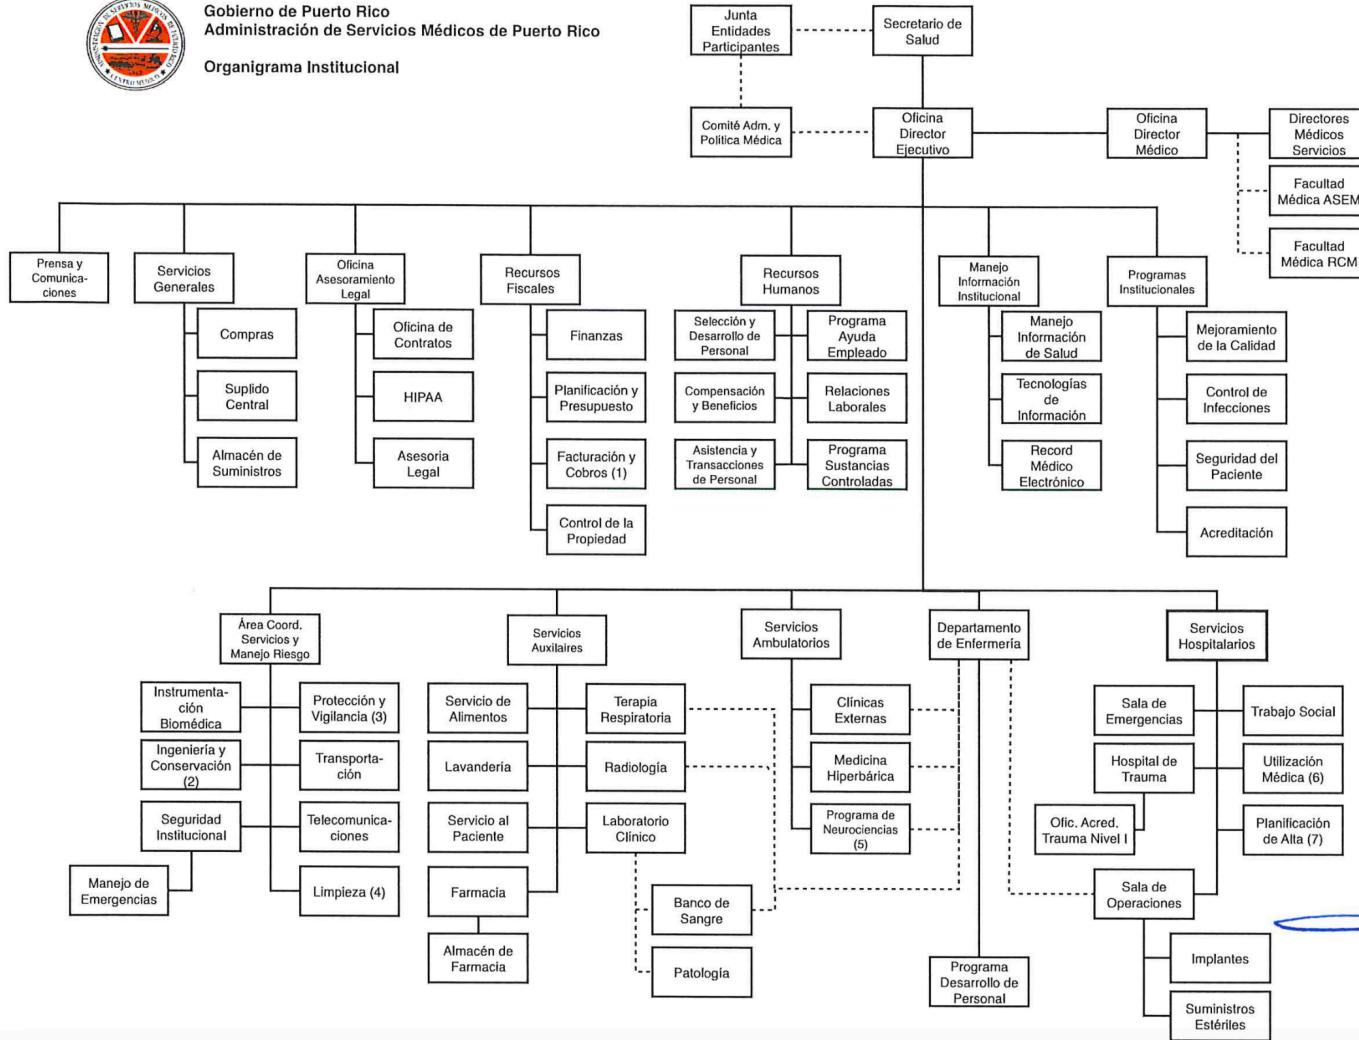 Gobierno de Puerto Rico
Administración de Servicios Médicos de Puerto Rico
Organigrama Institucional
Junta
Entidades
Participantes
Secretario de
Salud
Comité Adm. y
Política Médica
Oficina
Director
Ejecutivo
Oficina
Director
Médico
Directores
Médicos
Servicios
Facultad
Médica ASEM
Facultad
Médica RCM
Prensa y
Comunica-
ciones
Servicios
Generales
Oficina
Asesoramiento
Legal
Recursos
Fiscales
Recursos
Humanos
Manejo
Información
Institucional
Programas
Institucionales
Compras
Suplido
Central
Almacén de
Suministros
Oficina de
Contratos
HIPAA
Asesoria
Legal
Finanzas
Planificación y
Presupuesto
Facturación y
Cobros (1)
Control de la
Propiedad
Selección y
Desarrollo de
Personal
Programa
Ayuda
Empleado
Compensación
y Beneficios
Relaciones
Laborales
Asistencia y
Transacciones
de Personal
Programa
Sustancias
Controladas
Manejo
Información
de Salud
Tecnologías
de
Información
Record
Médico
Electrónico
Mejoramiento
de la Calidad
Control de
Infecciones
Seguridad del
Paciente
Acreditación
Área Coord.
Servicios y
Manejo Riesgo
Servicios
Auxilaires
Servicios
Ambulatorios
Departamento
de Enfermería
Servicios
Hospitalarios
Instrumenta-
ción
Biomédica
Protección y
Vigilancia (3)
Ingeniería y
Conservación
(2)
Transporta-
ción
Seguridad
Institucional
Telecomunica-
ciones
Manejo de
Emergencias
Limpieza (4)
Servicio de
Alimentos
Terapia
Respiratoria
Lavandería
Radiología
Servicio al
Paciente
Laboratorio
Clínico
Farmacia
Almacén de
Farmacia
Banco de
Sangre
Patología
Clínicas
Externas
Medicina
Hiperbárica
Programa de
Neurociencias
(5)
Programa
Desarrollo de
Personal
Sala de
Emergencias
Trabajo Social
Hospital de
Trauma
Utilización
Médica (6)
Ofic. Acred.
Trauma Nivel I
Planificación
de Alta (7)
Sala de
Operaciones
Implantes
Suministros
Estériles